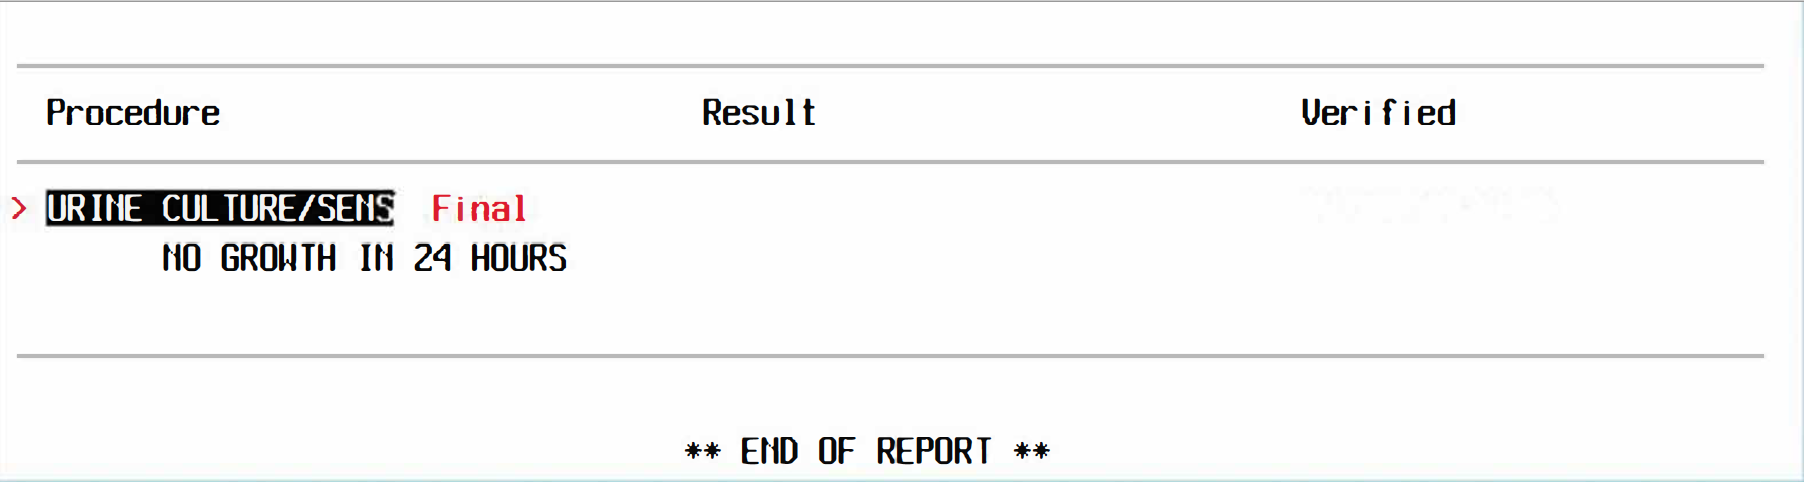 Procedure Result Verified
> URINE CULTURE/SENS Final
NO GROWTH IN 24 HOURS
** END OF REPORT **